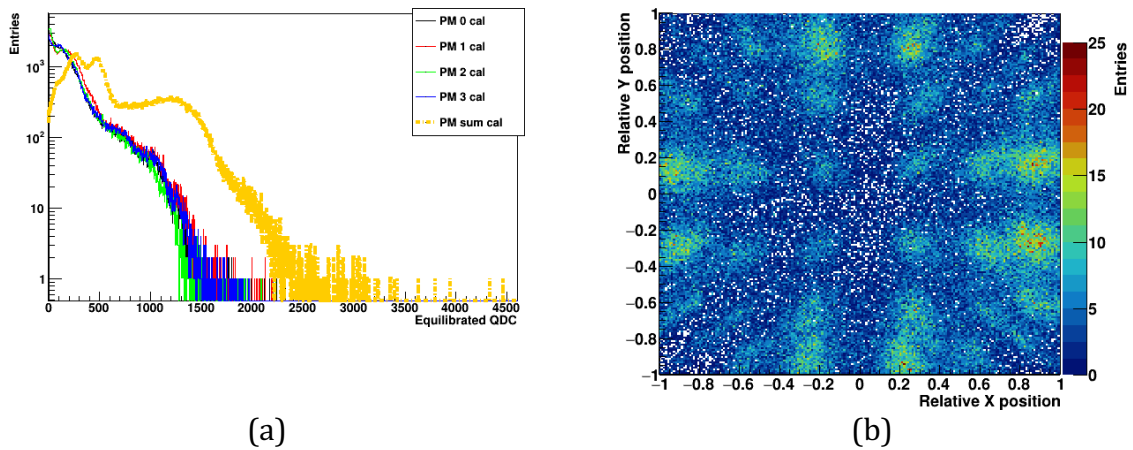 Entries
10³
10²
10
1
0 500 1000 1500 2000 2500 3000 3500 4000 4500
Equilibrated QDC
PM 0 cal
PM 1 cal
PM 2 cal
PM 3 cal
PM sum cal
(a)
Relative Y position
1
0.8
0.6
0.4
0.2
0
−0.2
−0.4
−0.6
−0.8
−1
−1 −0.8 −0.6 −0.4 −0.2 0 0.2 0.4 0.6 0.8 1
Relative X position
Entries
25
20
15
10
5
0
(b)